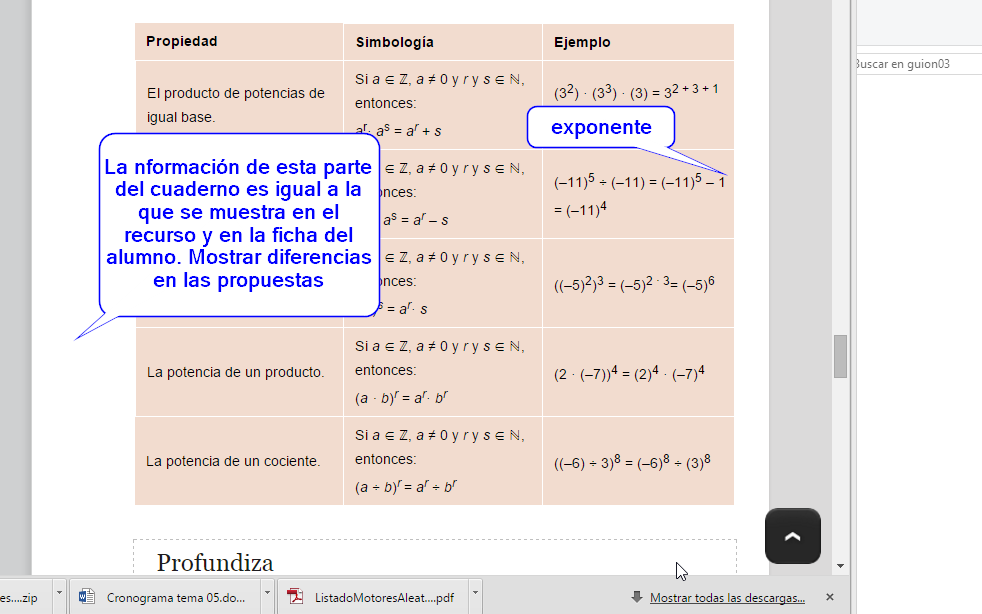 Propiedad Simbología Ejemplo
El producto de potencias de
igual base.
Si a ∈ ℤ, a ≠ 0 y r y s ∈ ℕ,
entonces:
aʳ· aˢ = aʳ + s
(3²) · (3³) · (3) = 3² ⁺ ³ ⁺ ¹
exponente
La nformación de esta parte
del cuaderno es igual a la
que se muestra en el
recurso y en la ficha del
alumno. Mostrar diferencias
en las propuestas
∈ ℤ, a ≠ 0 y r y s ∈ ℕ,
onces:
aˢ = aʳ – s
(–11)⁵ ÷ (–11) = (–11)⁵ – 1
= (–11)⁴
∈ ℤ, a ≠ 0 y r y s ∈ ℕ,
onces:
ˢ = aʳ· s
((–5)²)³ = (–5)² ˙ ³= (–5)⁶
La potencia de un producto.
Si a ∈ ℤ, a ≠ 0 y r y s ∈ ℕ,
entonces:
(a · b)ʳ = aʳ· bʳ
(2 · (–7))⁴ = (2)⁴ · (–7)⁴
La potencia de un cociente.
Si a ∈ ℤ, a ≠ 0 y r y s ∈ ℕ,
entonces:
(a ÷ b)ʳ = aʳ ÷ bʳ
((–6) ÷ 3)⁸ = (–6)⁸ ÷ (3)⁸
Profundiza
Buscar en guion03
es....zip
Cronograma tema 05.do...
ListadoMotoresAleat....pdf
Mostrar todas las descargas...